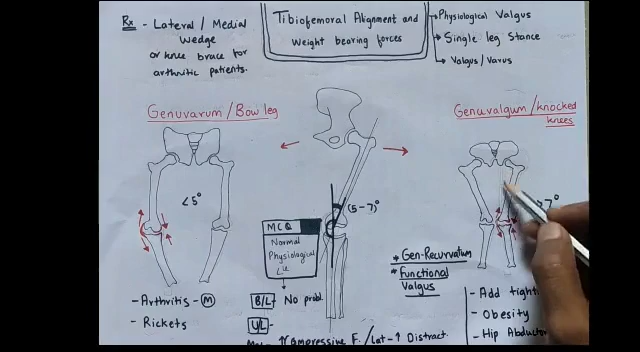 Rx - Lateral / Medial
Wedge
or knee brace for
arthritic patients.
Tibiofemoral Alignment and
Weight bearing forces
Physiological Valgus
Single leg Stance
Valgus / Varus
Genuvarum / Bow leg
<5°
- Arthritis - M
- Rickets
(5-7)°
MCQ
Normal
Physiological
B/L - No probl.
U/L
↑ Compressive F. / Lat - ↑ Distract.
* Gen-Recurvatum
* Functional
Valgus
Genuvalgum / knocked
knees
7°
- Add tight
- Obesity
- Hip Abductor